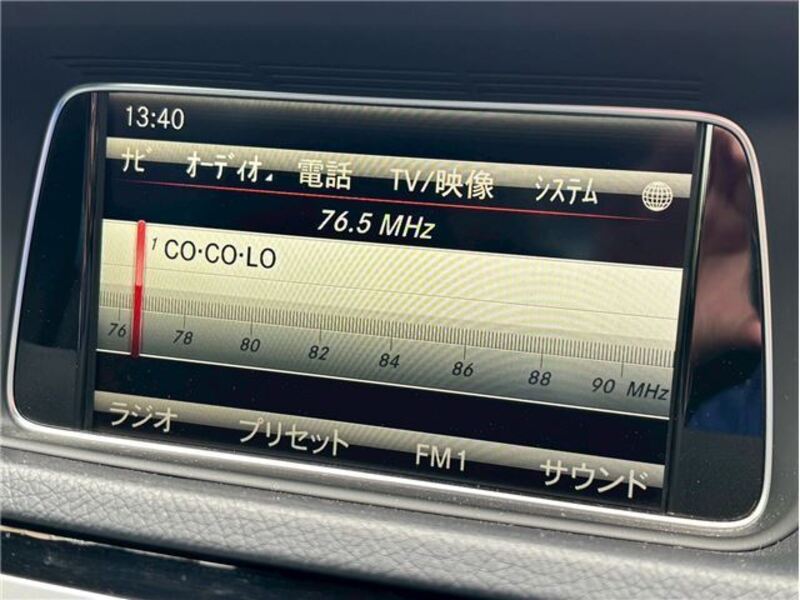 13:40
ナビ オーディオ 電話 TV/映像 システム
76.5 MHz
1 CO·CO·LO
76 78 80 82 84 86 88 90 MHz
ラジオ プリセット FM1 サウンド